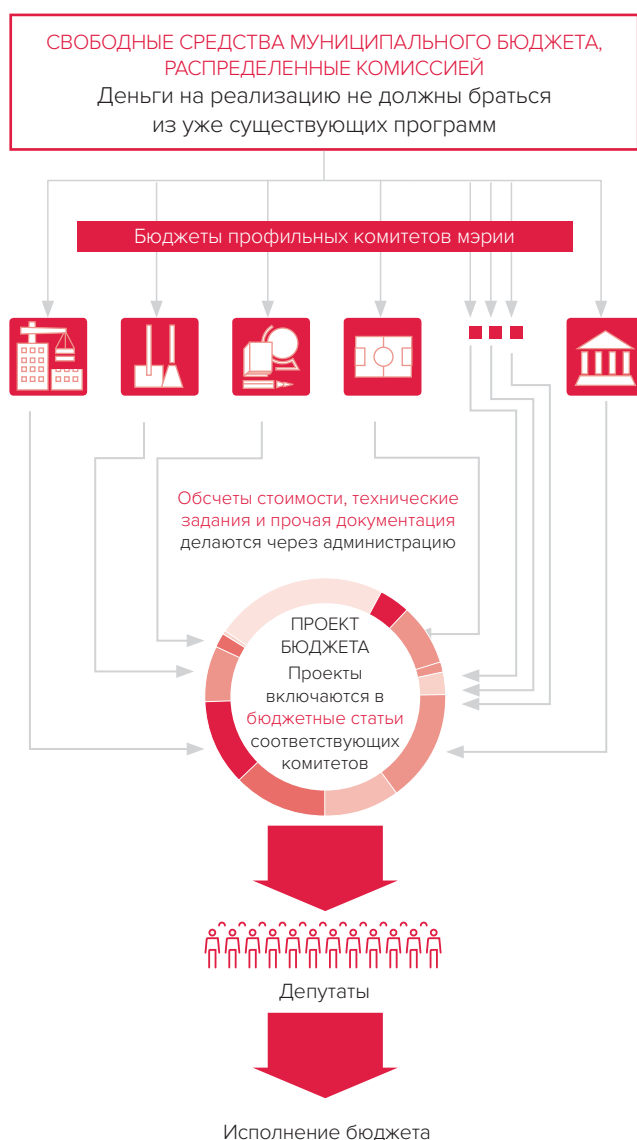 СВОБОДНЫЕ СРЕДСТВА МУНИЦИПАЛЬНОГО БЮДЖЕТА,
РАСПРЕДЕЛЕННЫЕ КОМИССИЕЙ
Деньги на реализацию не должны браться
из уже существующих программ
Бюджеты профильных комитетов мэрии
Обсчеты стоимости, технические
задания и прочая документация
делаются через администрацию
ПРОЕКТ
БЮДЖЕТА
Проекты
включаются в
бюджетные статьи
соответствующих
комитетов
Депутаты
Исполнение бюджета